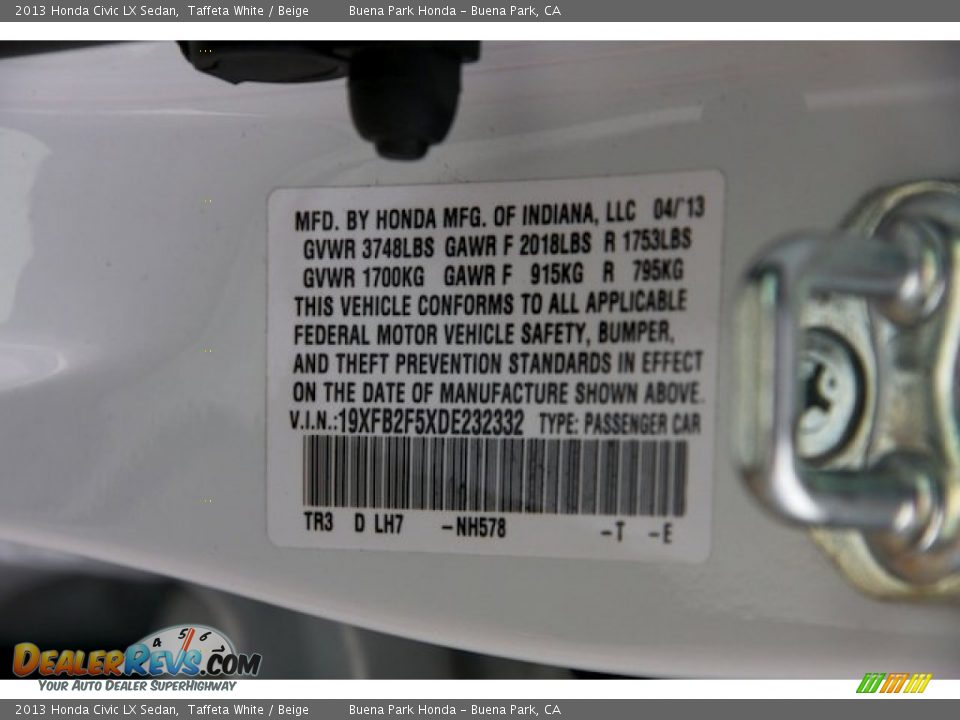 2013 Honda Civic LX Sedan, Taffeta White / Beige Buena Park Honda - Buena Park, CA
MFD. BY HONDA MFG. OF INDIANA, LLC 04/'13
GVWR 3748LBS GAWR F 2018LBS R 1753LBS
GVWR 1700KG GAWR F 915KG R 795KG
THIS VEHICLE CONFORMS TO ALL APPLICABLE
FEDERAL MOTOR VEHICLE SAFETY, BUMPER,
AND THEFT PREVENTION STANDARDS IN EFFECT
ON THE DATE OF MANUFACTURE SHOWN ABOVE.
V.I.N.:19XFB2F5XDE232332 TYPE: PASSENGER CAR
TR3 D LH7 -NH578 -T -E
4 5 6
DEALERREVS.COM
YOUR AUTO DEALER SUPERHIGHWAY
2013 Honda Civic LX Sedan, Taffeta White / Beige Buena Park Honda - Buena Park, CA